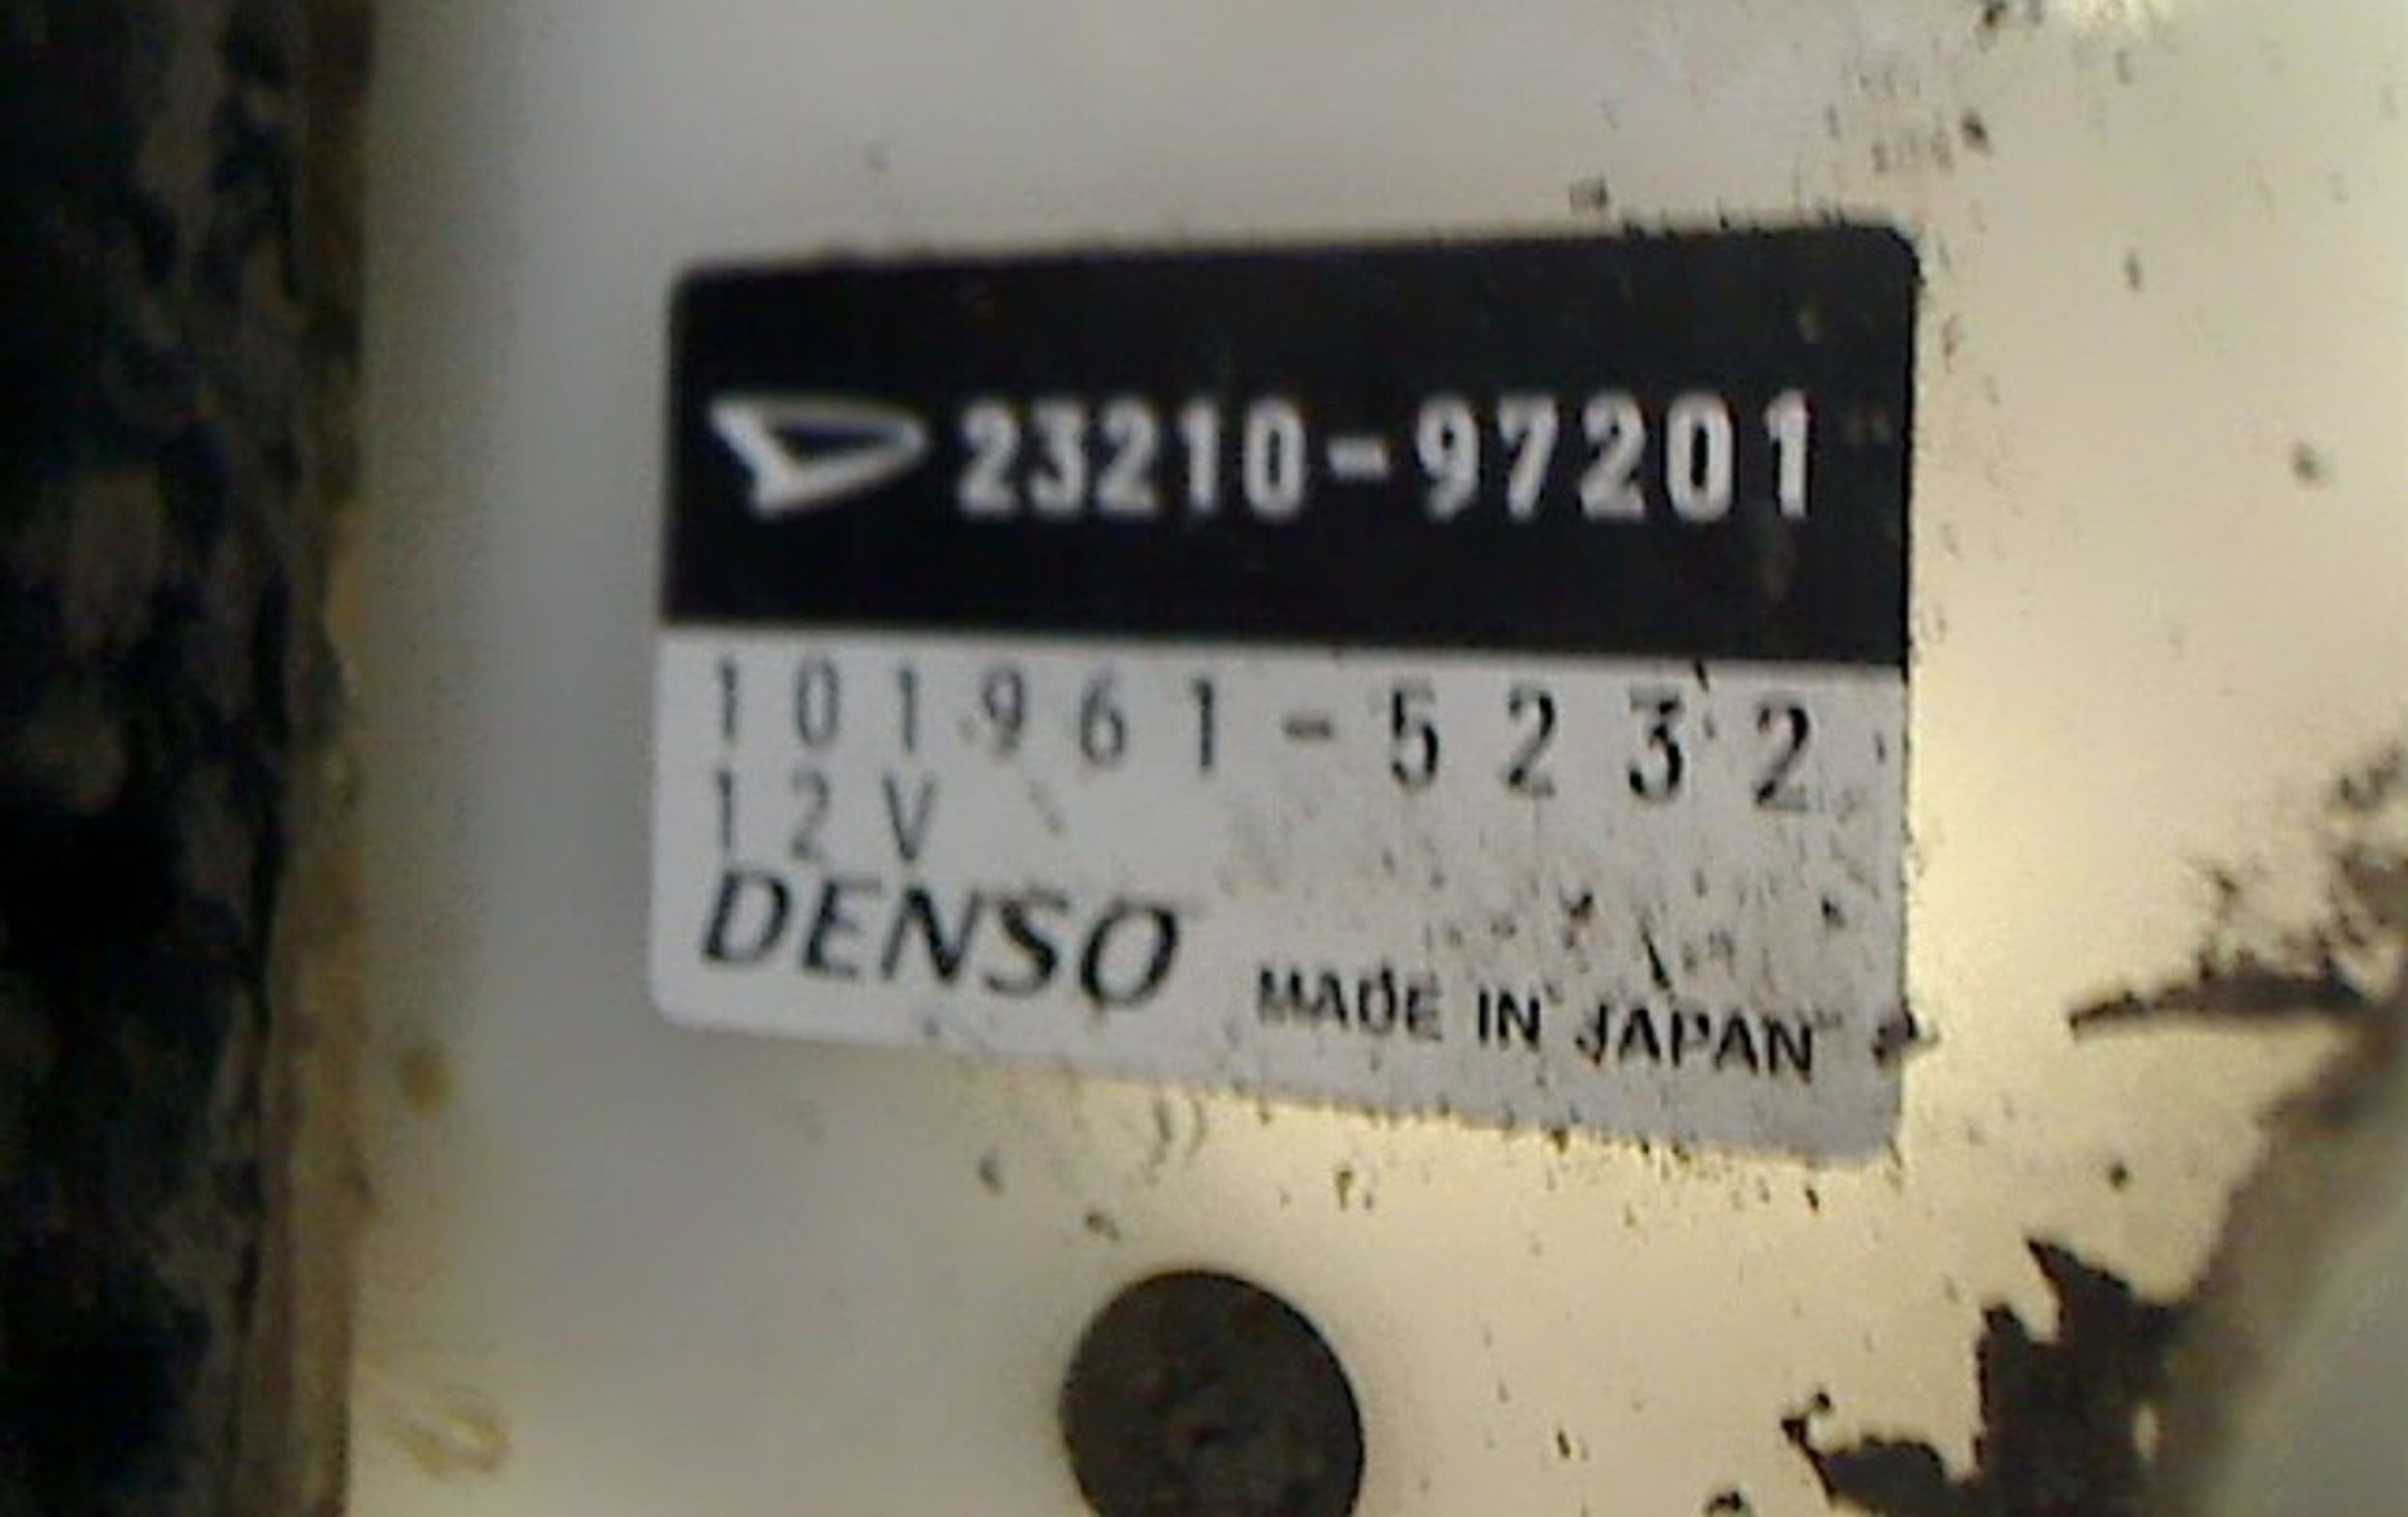 23210-97201
101961-5232
12V
DENSO MADE IN JAPAN